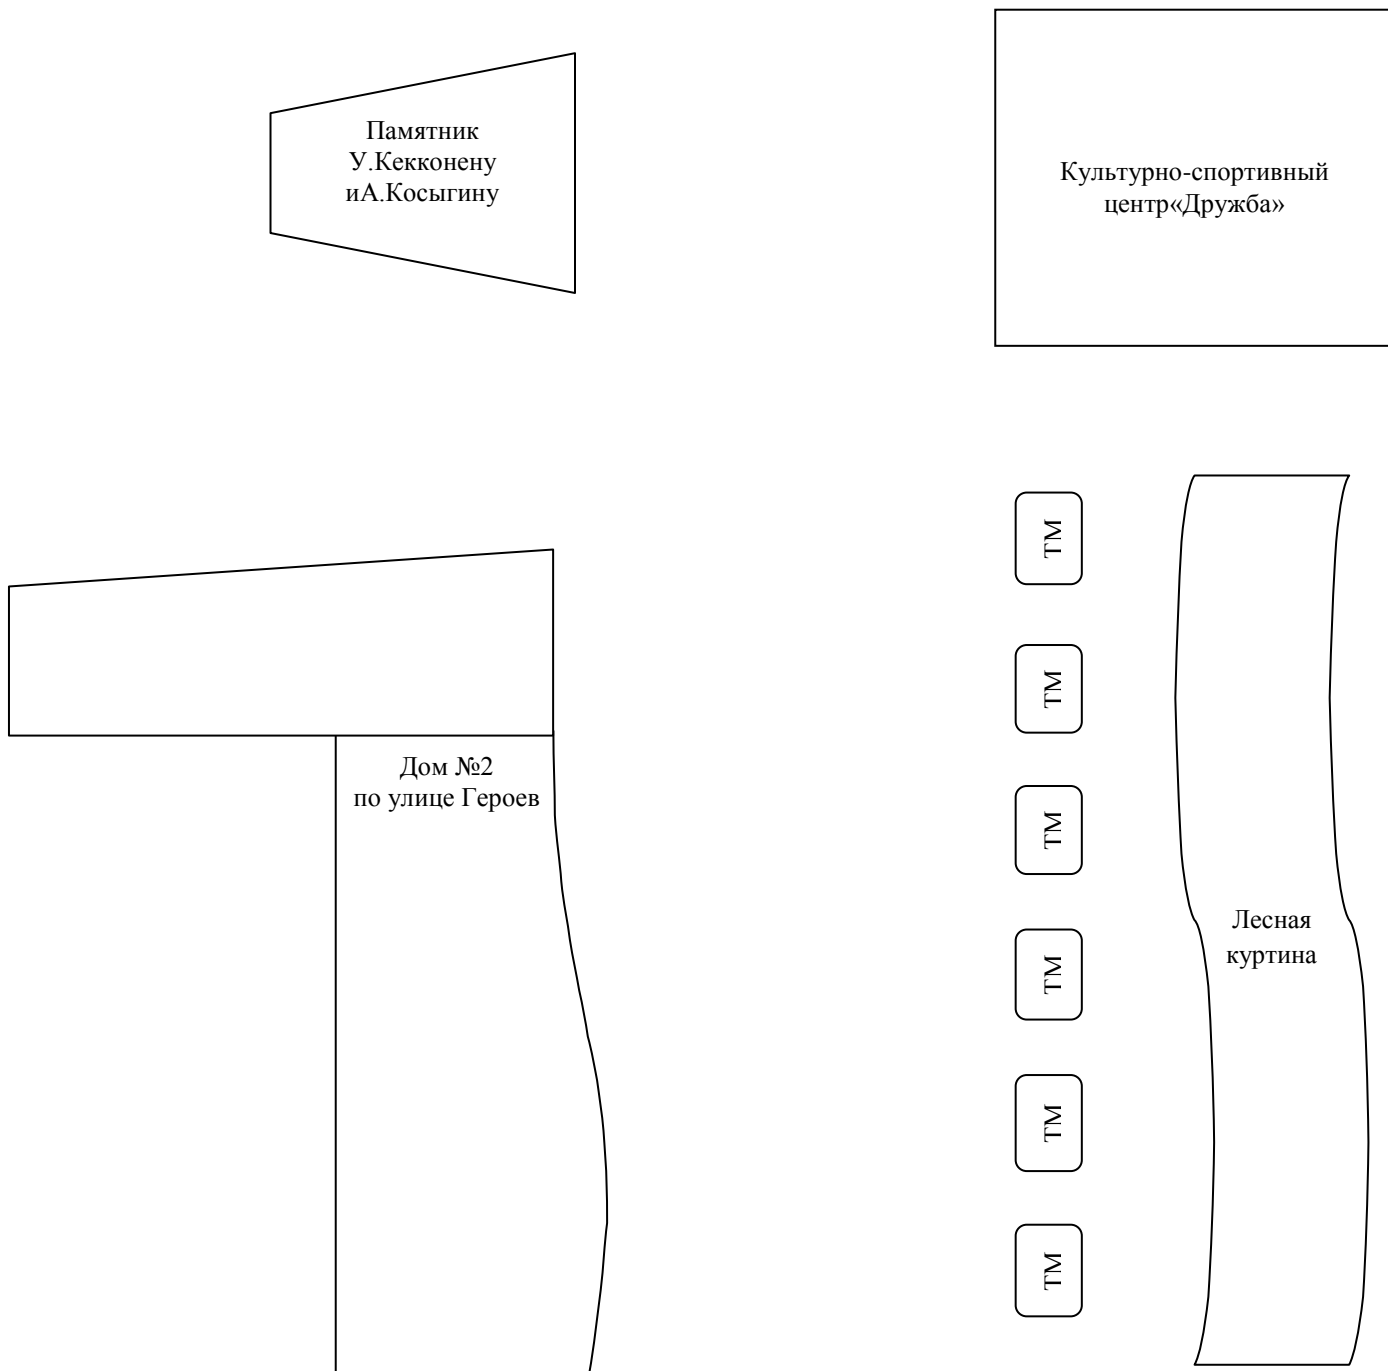 Памятник
У.Кекконену
иА.Косыгину
Культурно-спортивный
центр«Дружба»
ТМ
ТМ
Дом №2
по улице Героев
ТМ
Лесная
куртина
ТМ
ТМ
ТМ